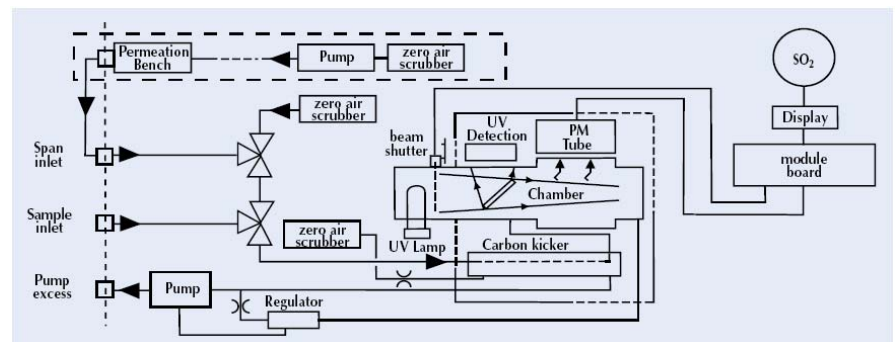 Permeation
Bench
Pump
zero air
scrubber
SO2
zero air
scrubber
UV
Detection
PM
Tube
Display
beam
shutter
Span
inlet
module
board
Chamber
Sample
inlet
zero air
scrubber
UV Lamp
Carbon kicker
Pump
excess
Pump
Regulator